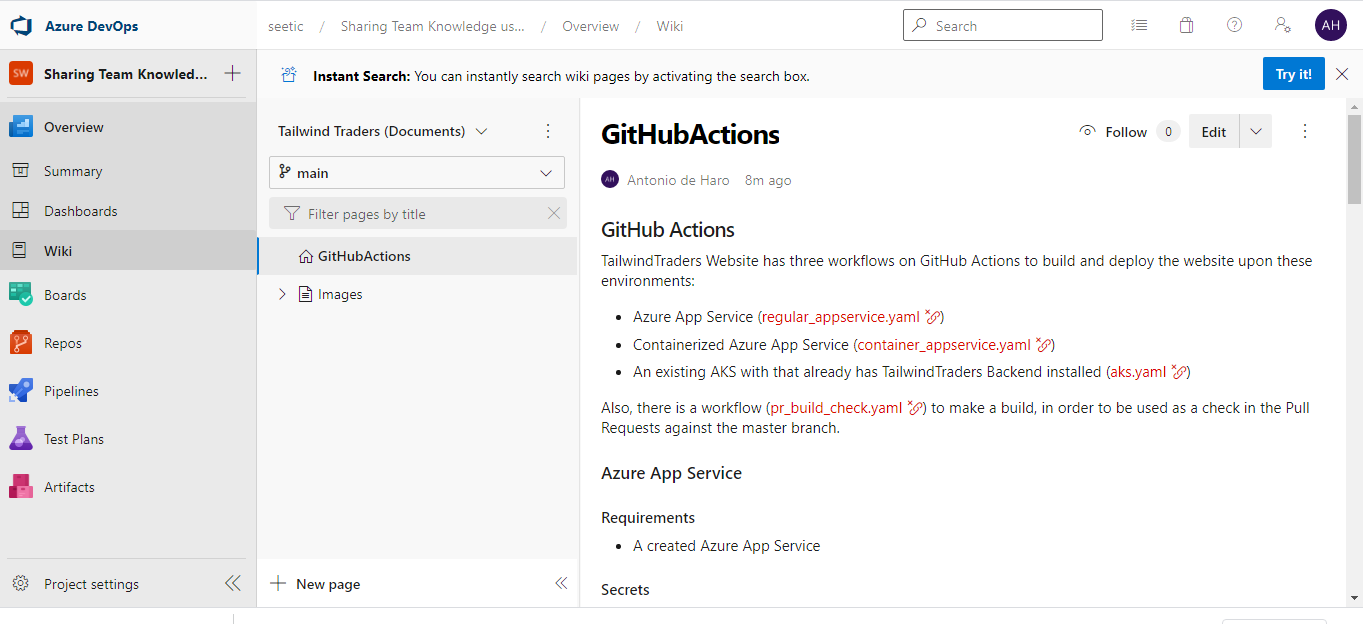 Azure DevOps
seetic / Sharing Team Knowledge us... / Overview / Wiki
Search
AH
SW Sharing Team Knowled...
Instant Search: You can instantly search wiki pages by activating the search box.
Try it!
Overview
Summary
Dashboards
Wiki
Boards
Repos
Pipelines
Test Plans
Artifacts
Project settings
Tailwind Traders (Documents)
main
Filter pages by title
GitHubActions
Images
New page
GitHubActions
Follow 0
Edit
AH Antonio de Haro 8m ago
GitHub Actions
TailwindTraders Website has three workflows on GitHub Actions to build and deploy the website upon these
environments:
• Azure App Service (regular_appservice.yaml)
• Containerized Azure App Service (container_appservice.yaml)
• An existing AKS with that already has TailwindTraders Backend installed (aks.yaml)
Also, there is a workflow (pr_build_check.yaml) to make a build, in order to be used as a check in the Pull
Requests against the master branch.
Azure App Service
Requirements
• A created Azure App Service
Secrets